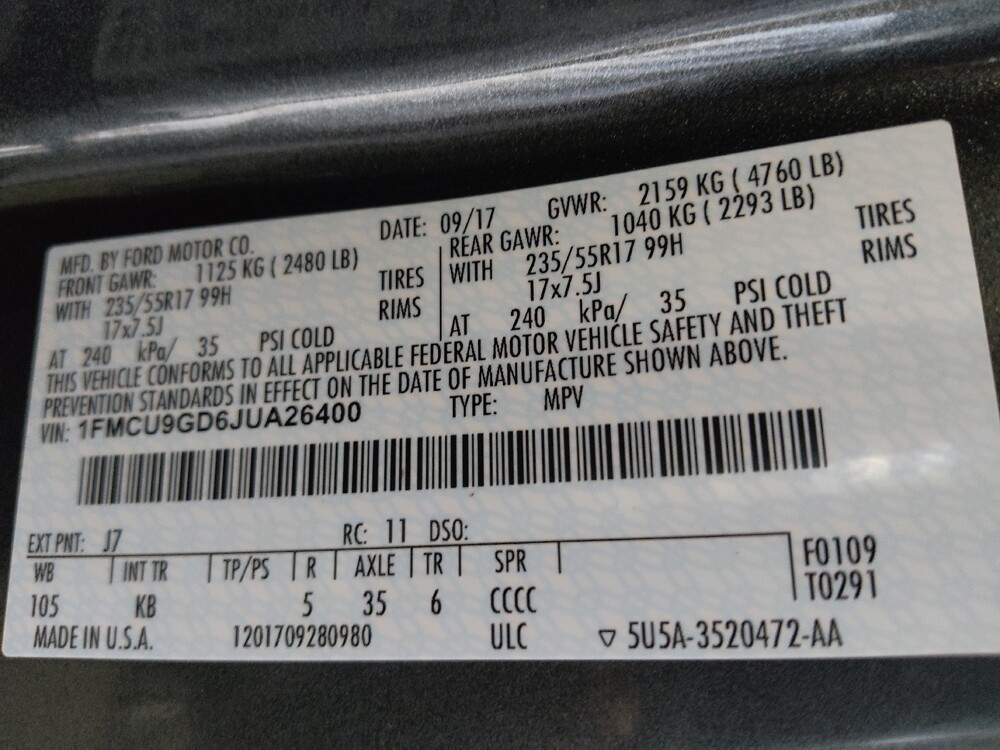 MFD. BY FORD MOTOR CO. DATE: 09/17 GVWR: 2159 KG ( 4760 LB)
FRONT GAWR: 1125 KG ( 2480 LB)
WITH 235/55R17 99H TIRES
17x7.5J RIMS
AT 240 kPa/ 35 PSI COLD
REAR GAWR: 1040 KG ( 2293 LB)
WITH 235/55R17 99H TIRES
17x7.5J RIMS
AT 240 kPa/ 35 PSI COLD
THIS VEHICLE CONFORMS TO ALL APPLICABLE FEDERAL MOTOR VEHICLE SAFETY AND THEFT
PREVENTION STANDARDS IN EFFECT ON THE DATE OF MANUFACTURE SHOWN ABOVE.
VIN: 1FMCU9GD6JUA26400 TYPE: MPV
EXT PNT: J7 RC: 11 DSO:
WB INT TR TP/PS R AXLE TR SPR F0109
T0291
105 KB 5 35 6 CCCC
MADE IN U.S.A. 1201709280980 ULC ▽ 5U5A-3520472-AA